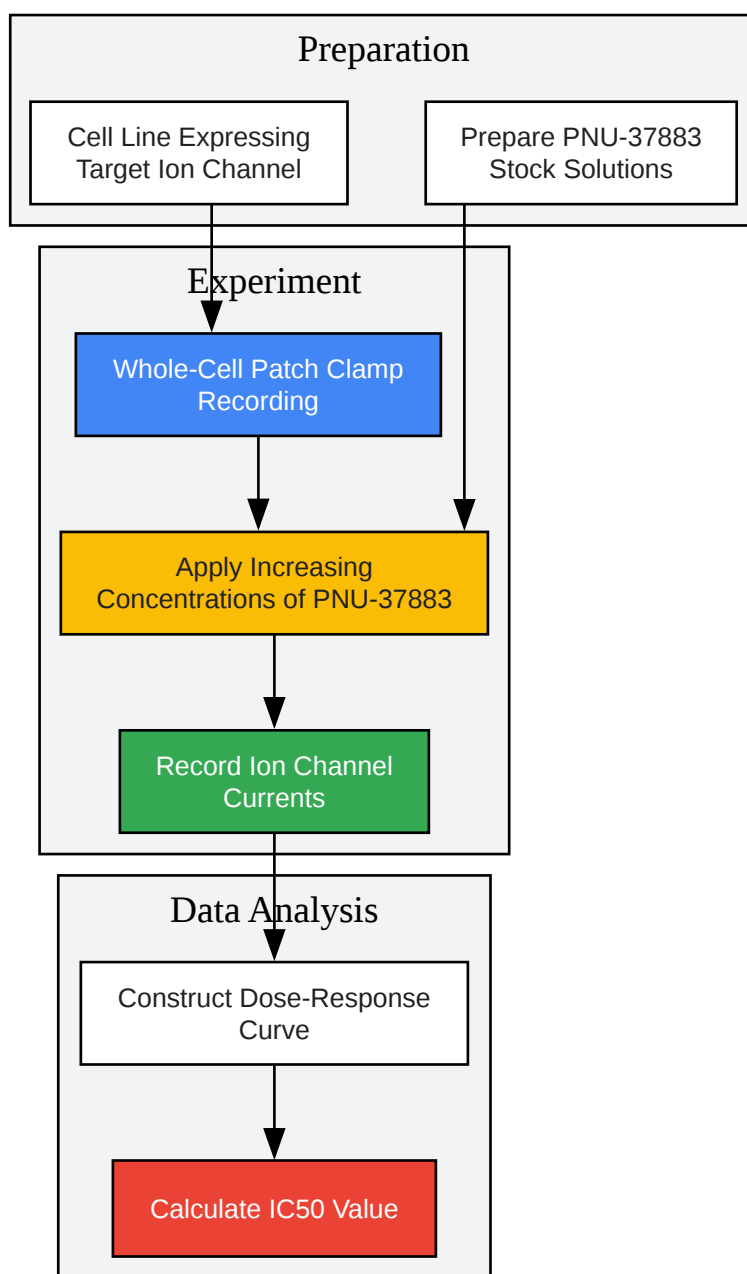 Preparation
Cell Line Expressing
Target Ion Channel
Prepare PNU-37883
Stock Solutions
Experiment
Whole-Cell Patch Clamp
Recording
Apply Increasing
Concentrations of PNU-37883
Record Ion Channel
Currents
Data Analysis
Construct Dose-Response
Curve
Calculate IC50 Value